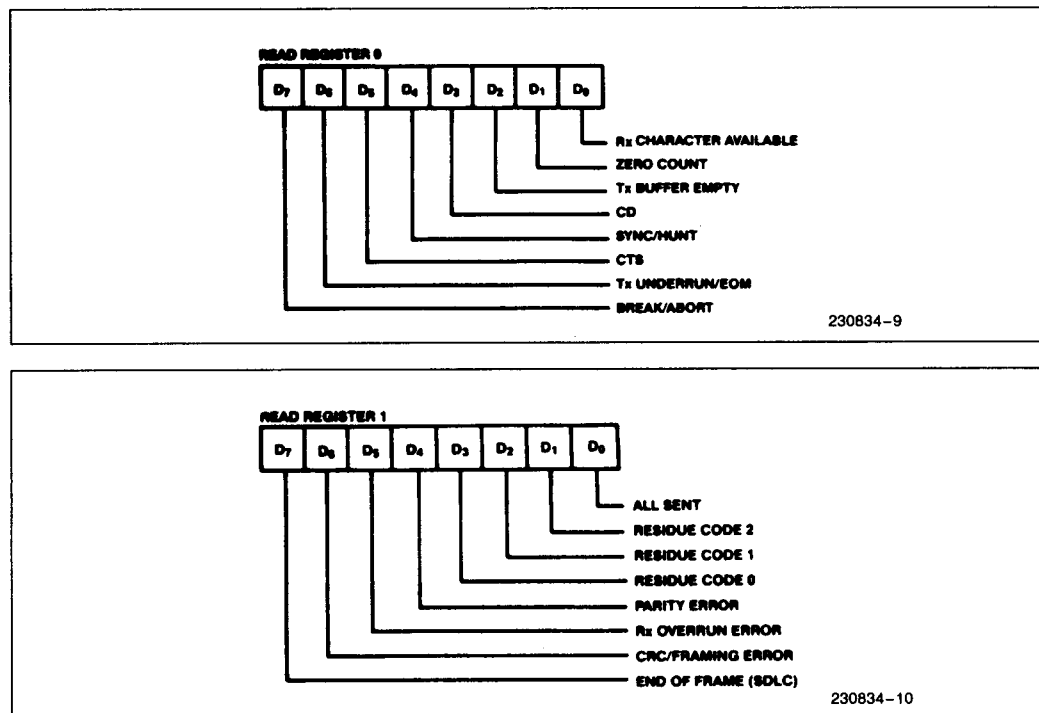 READ REGISTER 0
D7 D6 D5 D4 D3 D2 D1 D0
Rx CHARACTER AVAILABLE
ZERO COUNT
Tx BUFFER EMPTY
CD
SYNC/HUNT
CTS
Tx UNDERRUN/EOM
BREAK/ABORT
230834-9
READ REGISTER 1
D7 D6 D5 D4 D3 D2 D1 D0
ALL SENT
RESIDUE CODE 2
RESIDUE CODE 1
RESIDUE CODE 0
PARITY ERROR
Rx OVERRUN ERROR
CRC/FRAMING ERROR
END OF FRAME (SDLC)
230834-10